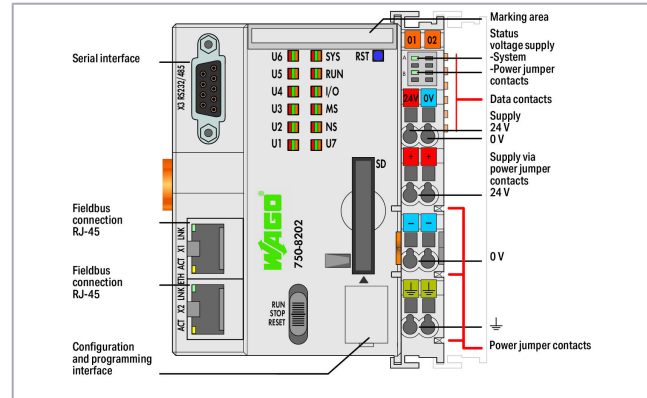 Marking area
Status
voltage supply
-System
-Power jumper
contacts
Data contacts
Supply
24 V
0 V
Supply via
power jumper
contacts
24 V
0 V
Power jumper contacts
Serial interface
Fieldbus
connection
RJ-45
Fieldbus
connection
RJ-45
Configuration
and programming
interface
X3 RS232/485
U6 SYS RST
U5 RUN
U4 I/O
U3 MS
U2 NS
U1 U7
SD
WAGO
750-8202
ACT X1 LNK
ETH
ACT X2 LNK
RUN
STOP
RESET
01 02
A
B
24V 0V
+ +
− −